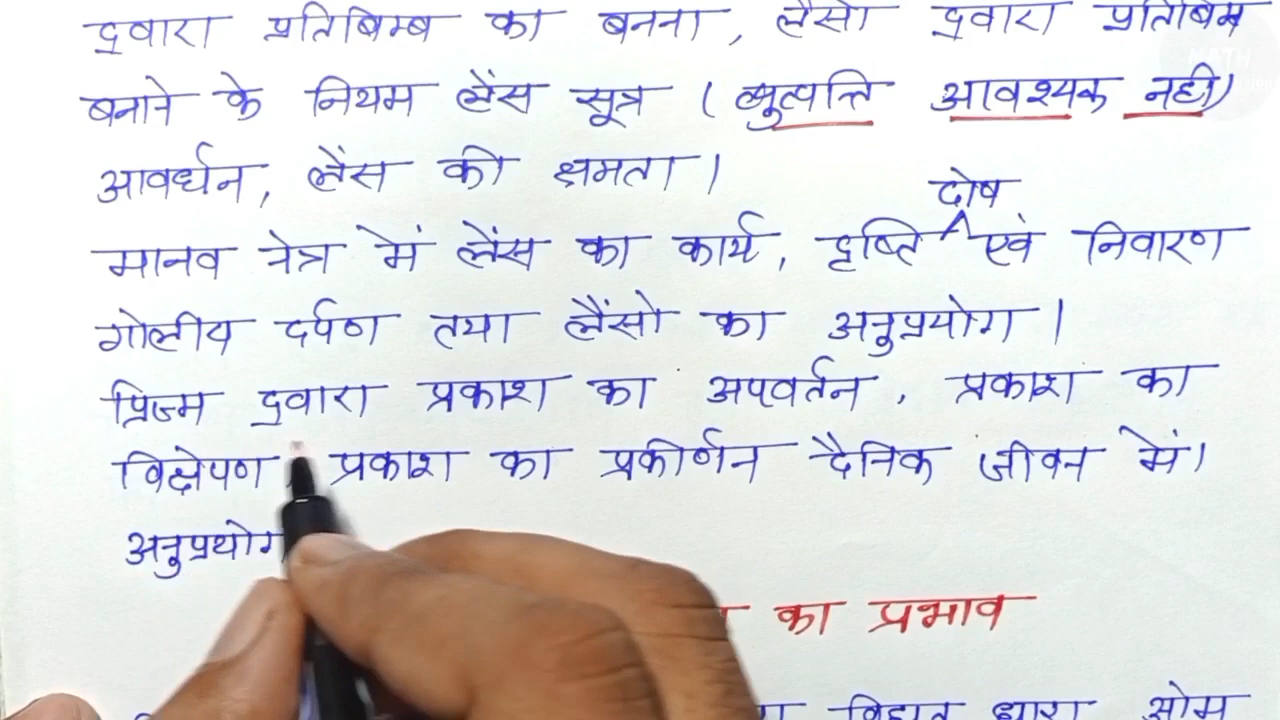 द्वारा प्रतिबिम्ब का बनना, लैंसो द्वारा प्रतिबिम्ब
बनाने के नियम लैंस सूत्र (व्युत्पत्ति आवश्यक नही)
आवर्धन, लैंस की क्षमता।
मानव नेत्र में लैंस का कार्य, दृष्टि दोष एवं निवारण
गोलीय दर्पण तथा लैंसो का अनुप्रयोग।
प्रिज्म द्वारा प्रकाश का अपवर्तन, प्रकाश का
विक्षेपण, प्रकाश का प्रकीर्णन दैनिक जीवन में।
अनुप्रयोग
का प्रभाव
विद्युत धारा ओम